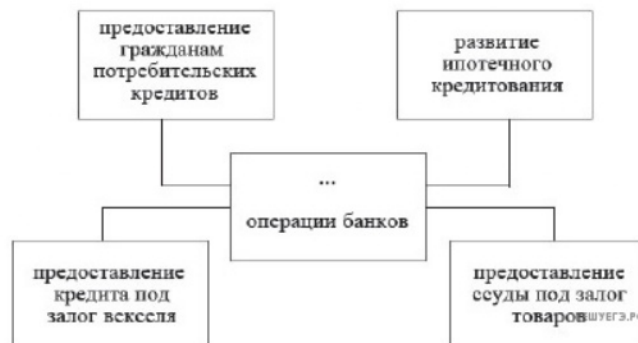 предоставление
гражданам
потребительских
кредитов
развитие
ипотечного
кредитования
...
операции банков
предоставление
кредита под
залог векселя
предоставление
ссуды под залог
товаров